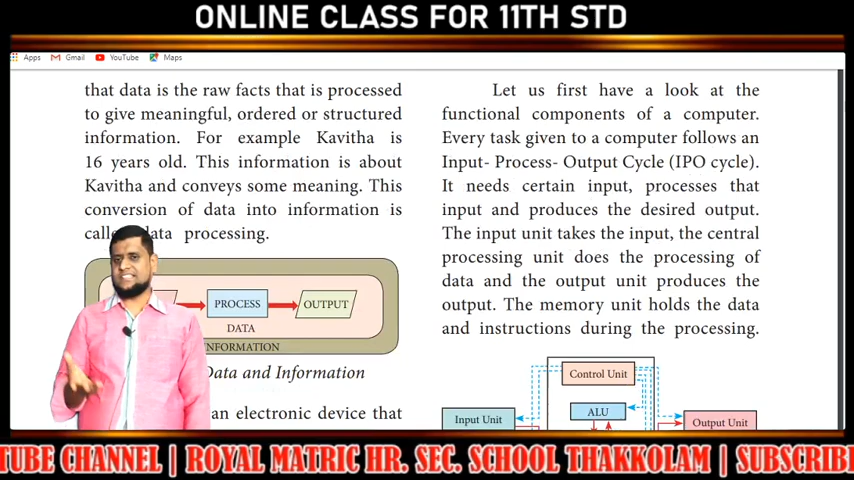 ONLINE CLASS FOR 11TH STD
Apps Gmail YouTube Maps
that data is the raw facts that is processed
to give meaningful, ordered or structured
information. For example Kavitha is
16 years old. This information is about
Kavitha and conveys some meaning. This
conversion of data into information is
data processing.
PROCESS
OUTPUT
DATA
Data and Information
an electronic device that
Let us first have a look at the
functional components of a computer.
Every task given to a computer follows an
Input- Process- Output Cycle (IPO cycle).
It needs certain input, processes that
input and produces the desired output.
The input unit takes the input, the central
processing unit does the processing of
data and the output unit produces the
output. The memory unit holds the data
and instructions during the processing.
Control Unit
ALU
Input Unit
Output Unit
TUBE CHANNEL | ROYAL MATRIC HR. SEC. SCHOOL THAKKOLAM |